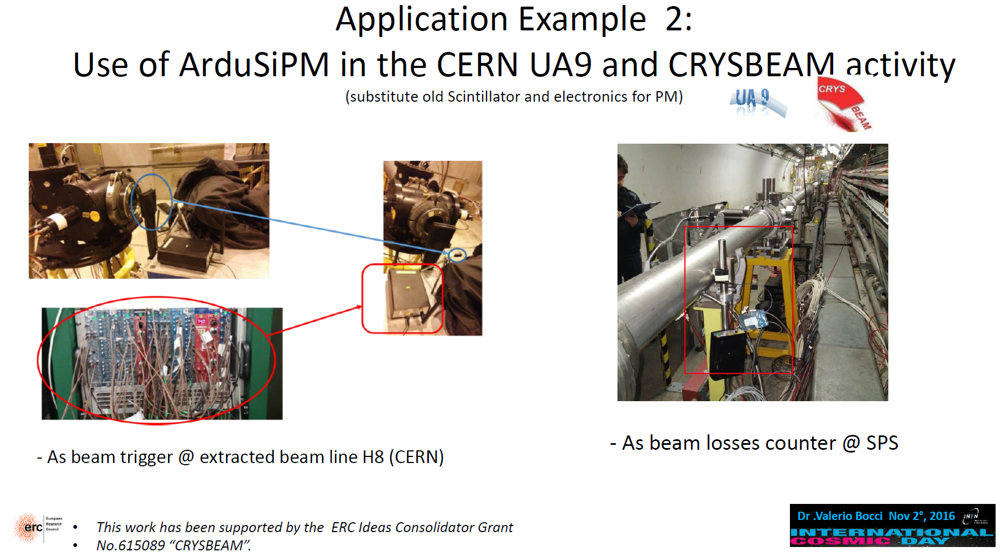 Application Example 2:
Use of ArduSiPM in the CERN UA9 and CRYSBEAM activity
(substitute old Scintillator and electronics for PM)
UA9
CRYS
BEAM
- As beam trigger @ extracted beam line H8 (CERN)
- As beam losses counter @ SPS
erc
European
Research
Council
• This work has been supported by the ERC Ideas Consolidator Grant
• No.615089 “CRYSBEAM”.
Dr .Valerio Bocci Nov 2°, 2016
INFN
INTERNATIONAL
COSMIC DAY